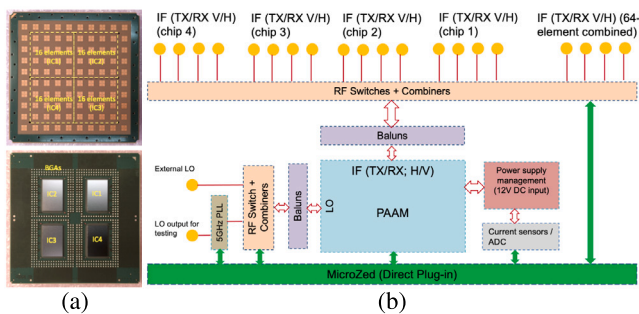 16 elements
(IC1)
16 elements
(IC2)
16 elements
(IC4)
16 elements
(IC3)
BGAs
IC2
IC1
IC3
IC4
(a)
IF (TX/RX V/H)
(chip 4)
IF (TX/RX V/H)
(chip 3)
IF (TX/RX V/H)
(chip 2)
IF (TX/RX V/H)
(chip 1)
IF (TX/RX V/H) (64-
element combined)
RF Switches + Combiners
Baluns
External LO
LO output for
testing
5GHz PLL
RF Switch +
Combiners
Baluns
LO
IF (TX/RX; H/V)
PAAM
Power supply
management
(12V DC input)
Current sensors /
ADC
MicroZed (Direct Plug-in)
(b)